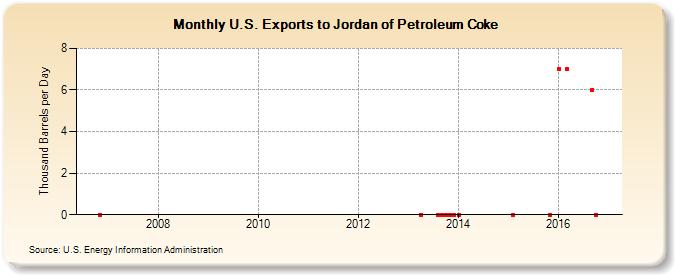 Monthly U.S. Exports to Jordan of Petroleum Coke
Thousand Barrels per Day
8
6
4
2
0
2008 2010 2012 2014 2016
Source: U.S. Energy Information Administration